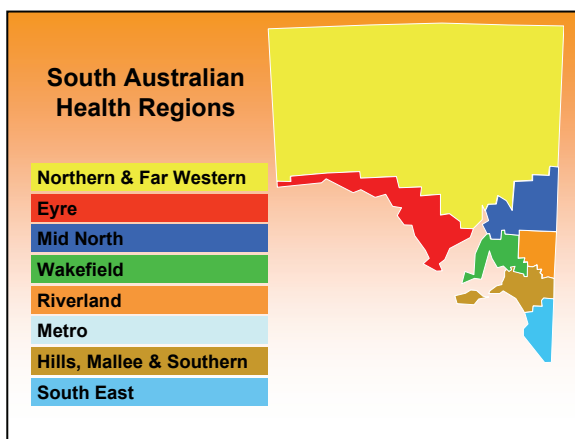 South Australian
Health Regions
Northern & Far Western
Eyre
Mid North
Wakefield
Riverland
Metro
Hills, Mallee & Southern
South East